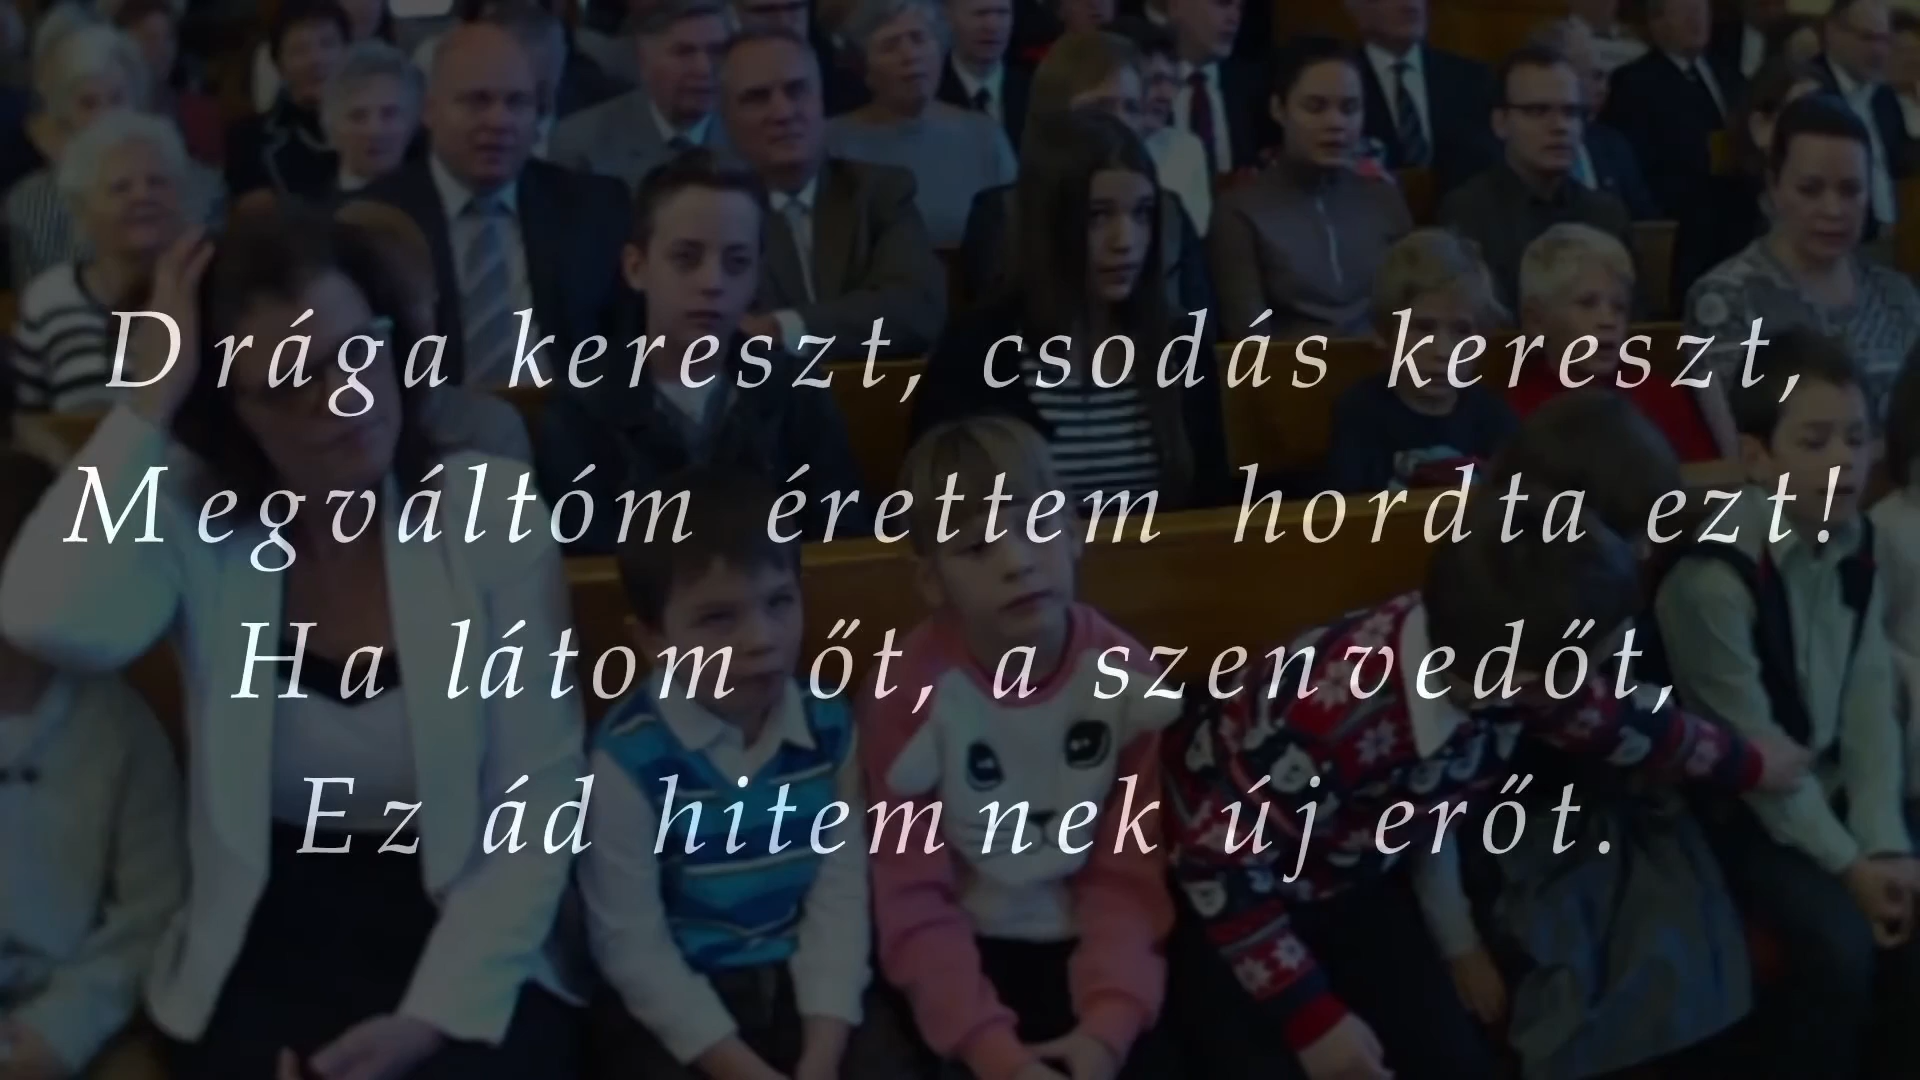 Drága kereszt, csodás kereszt,
Megváltóm érettem hordta ezt!
Ha látom őt, a szenvedőt,
Ez ád hitemnek új erőt.